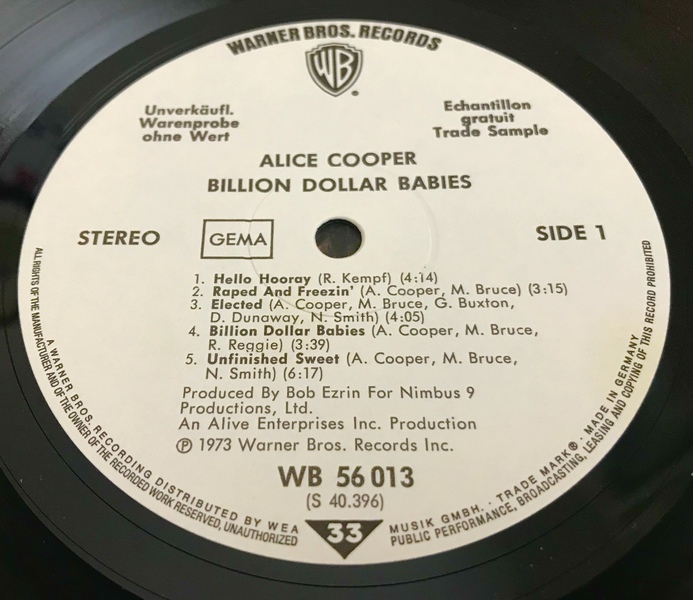 WARNER BROS. RECORDS
WB
®
Unverkäufl.
Warenprobe
ohne Wert
Echantillon
gratuit
Trade Sample
ALICE COOPER
BILLION DOLLAR BABIES
STEREO
GEMA
SIDE 1
1. Hello Hooray (R. Kempf) (4:14)
2. Raped And Freezin' (A. Cooper, M. Bruce) (3:15)
3. Elected (A. Cooper, M. Bruce, G. Buxton,
D. Dunaway, N. Smith) (4:05)
4. Billion Dollar Babies (A. Cooper, M. Bruce,
R. Reggie) (3:39)
5. Unfinished Sweet (A. Cooper, M. Bruce,
N. Smith) (6:17)
Produced By Bob Ezrin For Nimbus 9
Productions, Ltd.
An Alive Enterprises Inc. Production
℗ 1973 Warner Bros. Records Inc.
WB 56 013
(S 40.396)
33
A WARNER BROS. RECORDING DISTRIBUTED BY WEA MUSIK GMBH. · TRADE MARK® · MADE IN GERMANY
ALL RIGHTS OF THE MANUFACTURER AND OF THE OWNER OF THE RECORDED WORK RESERVED, UNAUTHORIZED PUBLIC PERFORMANCE, BROADCASTING, LEASING AND COPYING OF THIS RECORD PROHIBITED